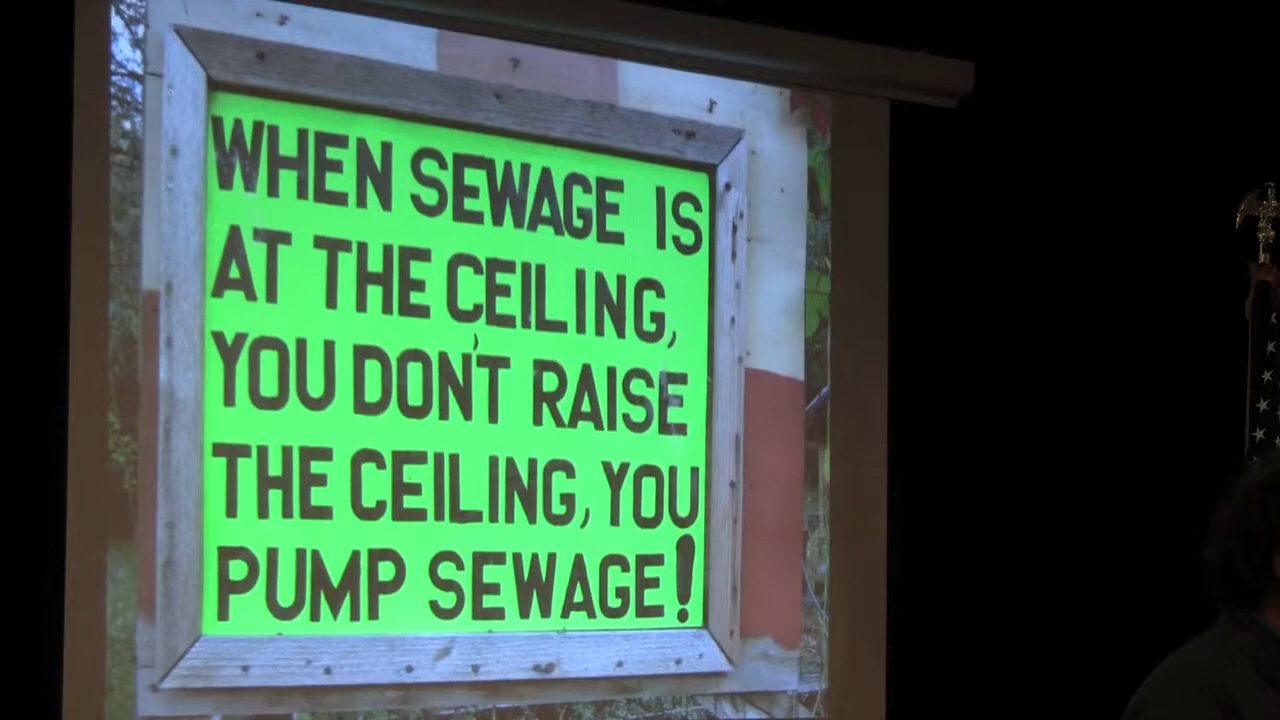 WHEN SEWAGE IS
AT THE CEILING,
YOU DON'T RAISE
THE CEILING, YOU
PUMP SEWAGE!